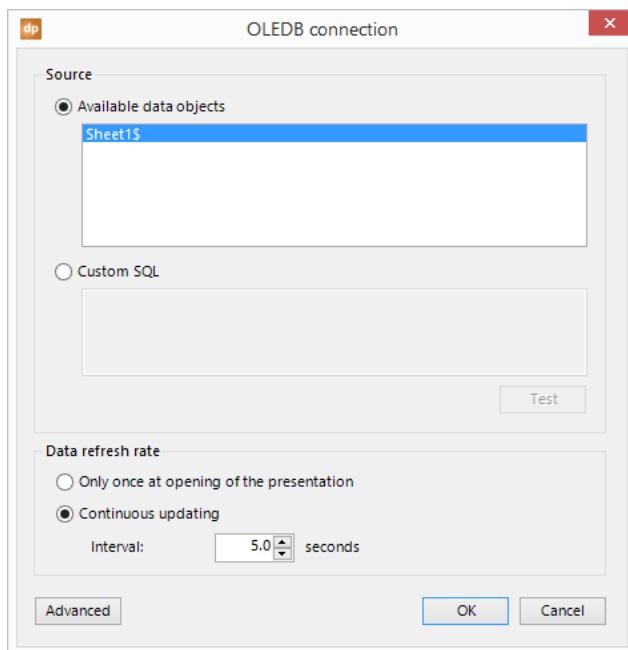 dp
OLEDB connection
Source
Available data objects
Sheet1$
Custom SQL
Test
Data refresh rate
Only once at opening of the presentation
Continuous updating
Interval: 5.0 seconds
Advanced OK Cancel